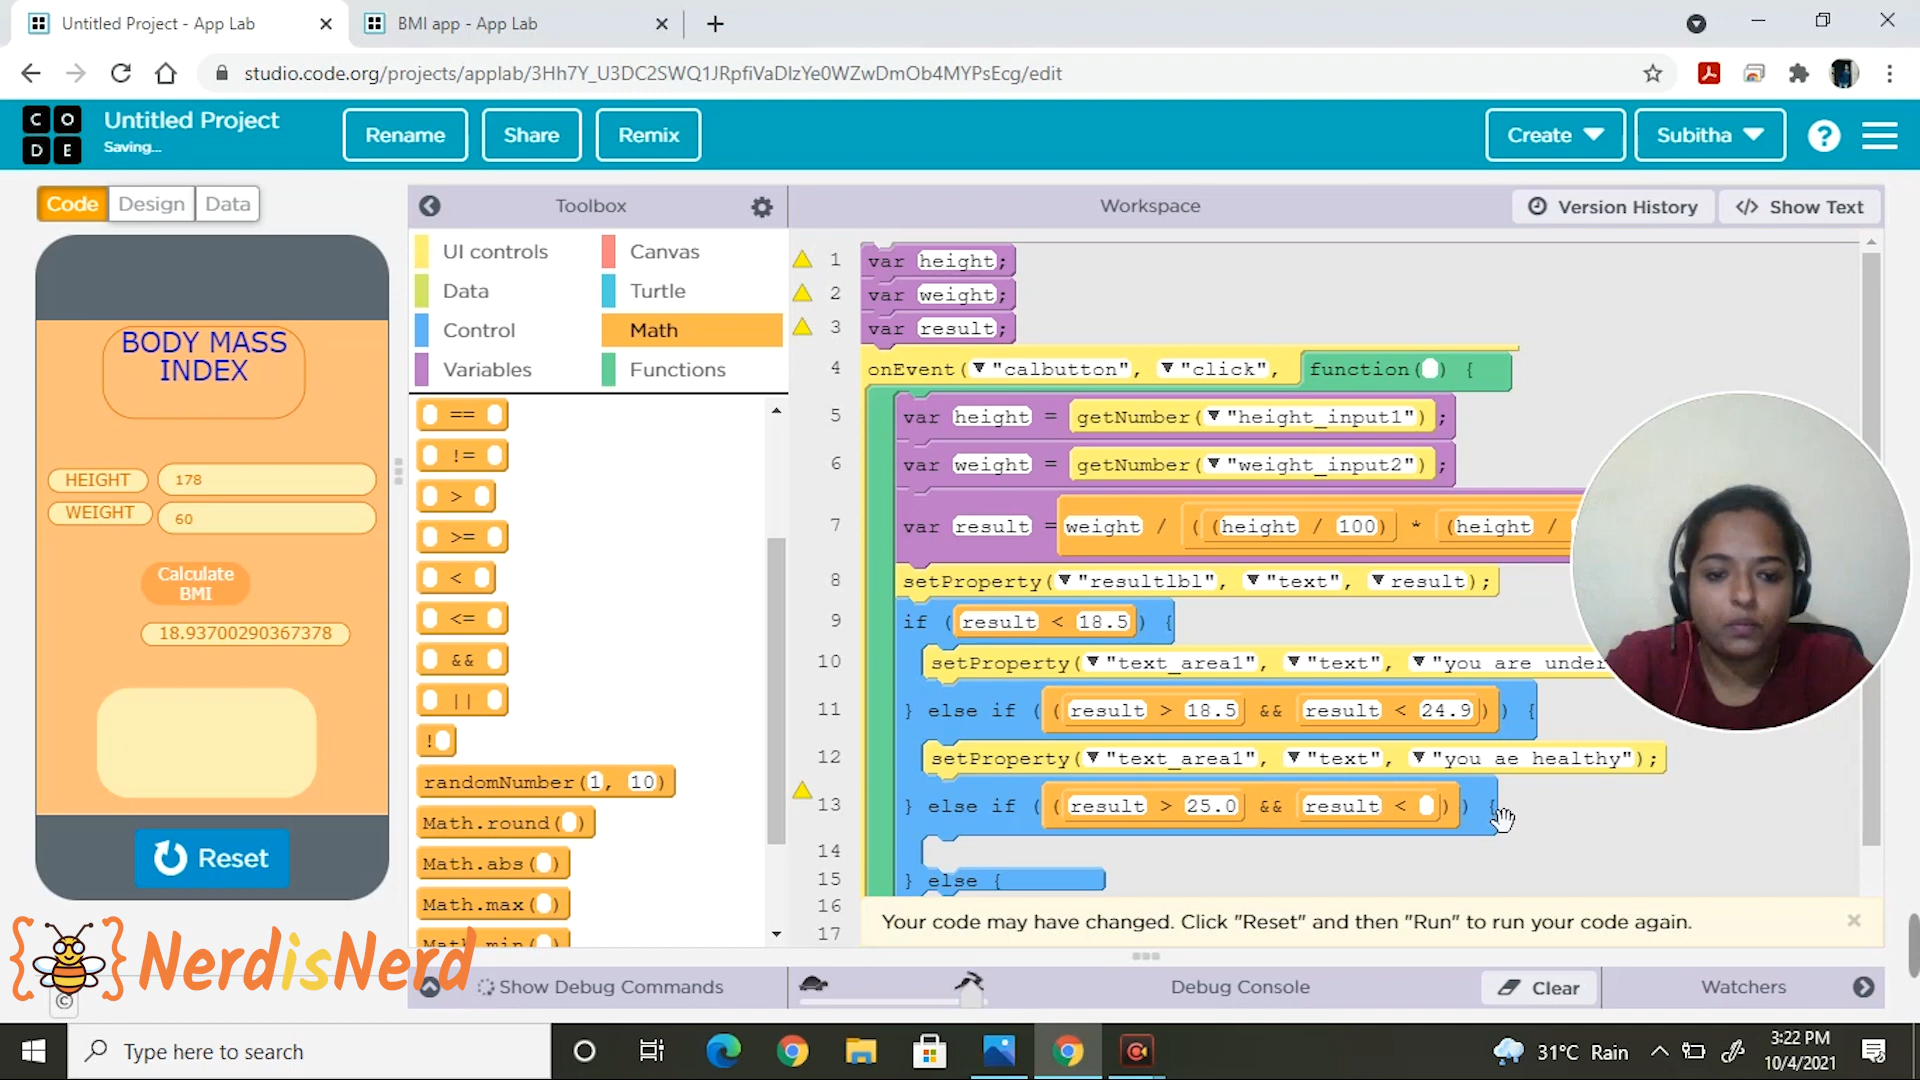 Untitled Project - App Lab
BMI app - App Lab
studio.code.org/projects/applab/3Hh7Y_U3DC2SWQ1JRpfiVaDlzYe0WZwDmOb4MYPsEcg/edit
CODE
Untitled Project
Saving...
Rename
Share
Remix
Create
Subitha
?
Code
Design
Data
Toolbox
Workspace
Version History
</> Show Text
UI controls
Canvas
Data
Turtle
Control
Math
Variables
Functions
==
!=
>
>=
<
<=
&&
||
!
randomNumber(1, 10)
Math.round( )
Math.abs( )
Math.max( )
Math.min( )
BODY MASS
INDEX
HEIGHT 178
WEIGHT 60
Calculate
BMI
18.93700290367378
Reset
1 var height;
2 var weight;
3 var result;
4 onEvent("calbutton", "click", function( ) {
5 var height = getNumber("height_input1");
6 var weight = getNumber("weight_input2");
7 var result = weight / ( (height / 100) * (height /
8 setProperty("resultlbl", "text", result);
9 if (result < 18.5) {
10 setProperty("text_area1", "text", "you are under
11 } else if ( ( result > 18.5 && result < 24.9) ) {
12 setProperty("text_area1", "text", "you ae healthy");
13 } else if ( ( result > 25.0 && result < ) ) {
14
15 } else {
16
17
Your code may have changed. Click "Reset" and then "Run" to run your code again.
Show Debug Commands
Debug Console
Clear
Watchers
{NerdisNerd
©
Type here to search
31°C Rain
3:22 PM
10/4/2021